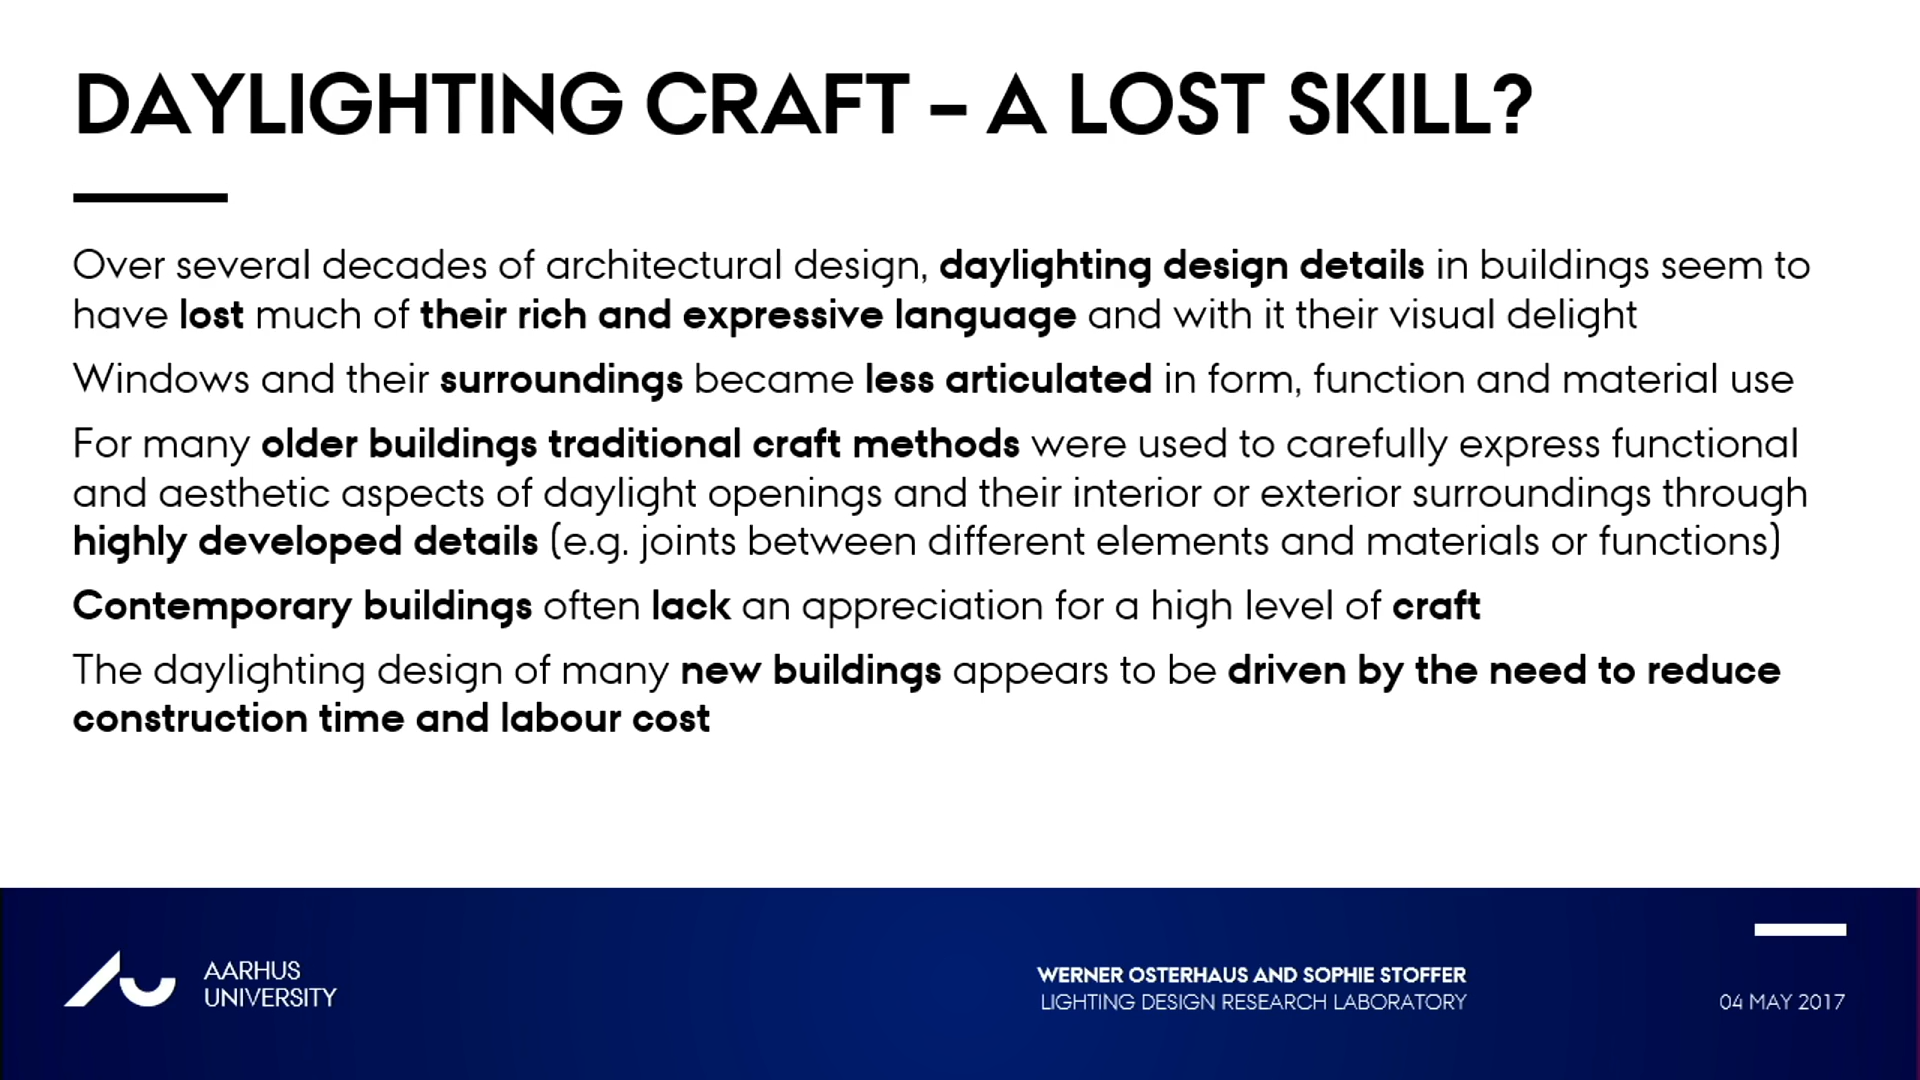 DAYLIGHTING CRAFT – A LOST SKILL?
Over several decades of architectural design, daylighting design details in buildings seem to
have lost much of their rich and expressive language and with it their visual delight
Windows and their surroundings became less articulated in form, function and material use
For many older buildings traditional craft methods were used to carefully express functional
and aesthetic aspects of daylight openings and their interior or exterior surroundings through
highly developed details (e.g. joints between different elements and materials or functions)
Contemporary buildings often lack an appreciation for a high level of craft
The daylighting design of many new buildings appears to be driven by the need to reduce
construction time and labour cost
AARHUS
UNIVERSITY
WERNER OSTERHAUS AND SOPHIE STOFFER
LIGHTING DESIGN RESEARCH LABORATORY
04 MAY 2017